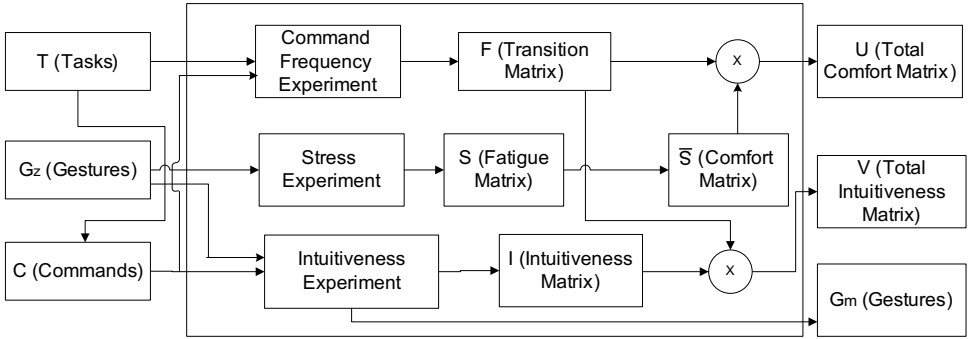 T (Tasks)
Command
Frequency
Experiment
F (Transition
Matrix)
X
U (Total
Comfort Matrix)
Gz (Gestures)
Stress
Experiment
S (Fatigue
Matrix)
S̅ (Comfort
Matrix)
V (Total
Intuitiveness
Matrix)
C (Commands)
Intuitiveness
Experiment
I (Intuitiveness
Matrix)
X
Gm (Gestures)